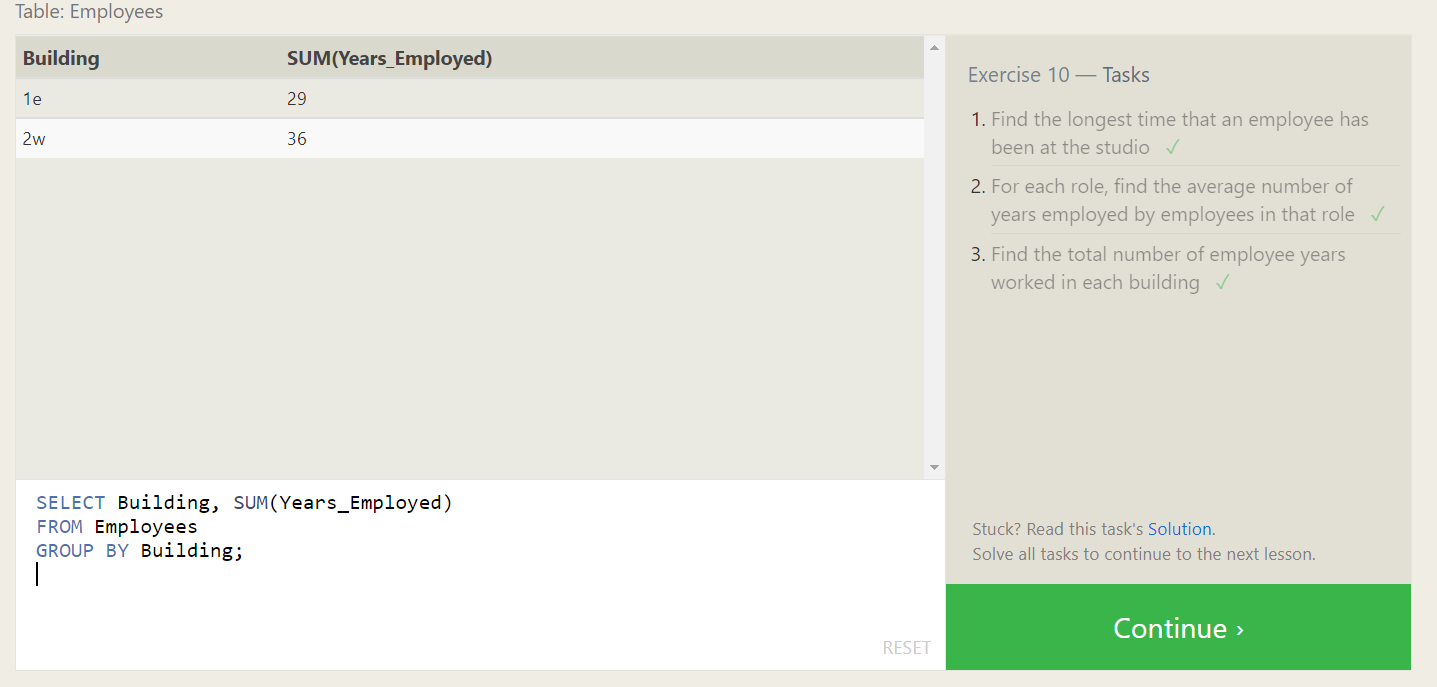 Table: Employees
Building SUM(Years_Employed)
1e 29
2w 36
SELECT Building, SUM(Years_Employed)
FROM Employees
GROUP BY Building;
RESET
Exercise 10 — Tasks
1. Find the longest time that an employee has
been at the studio ✓
2. For each role, find the average number of
years employed by employees in that role ✓
3. Find the total number of employee years
worked in each building ✓
Stuck? Read this task's Solution.
Solve all tasks to continue to the next lesson.
Continue ›